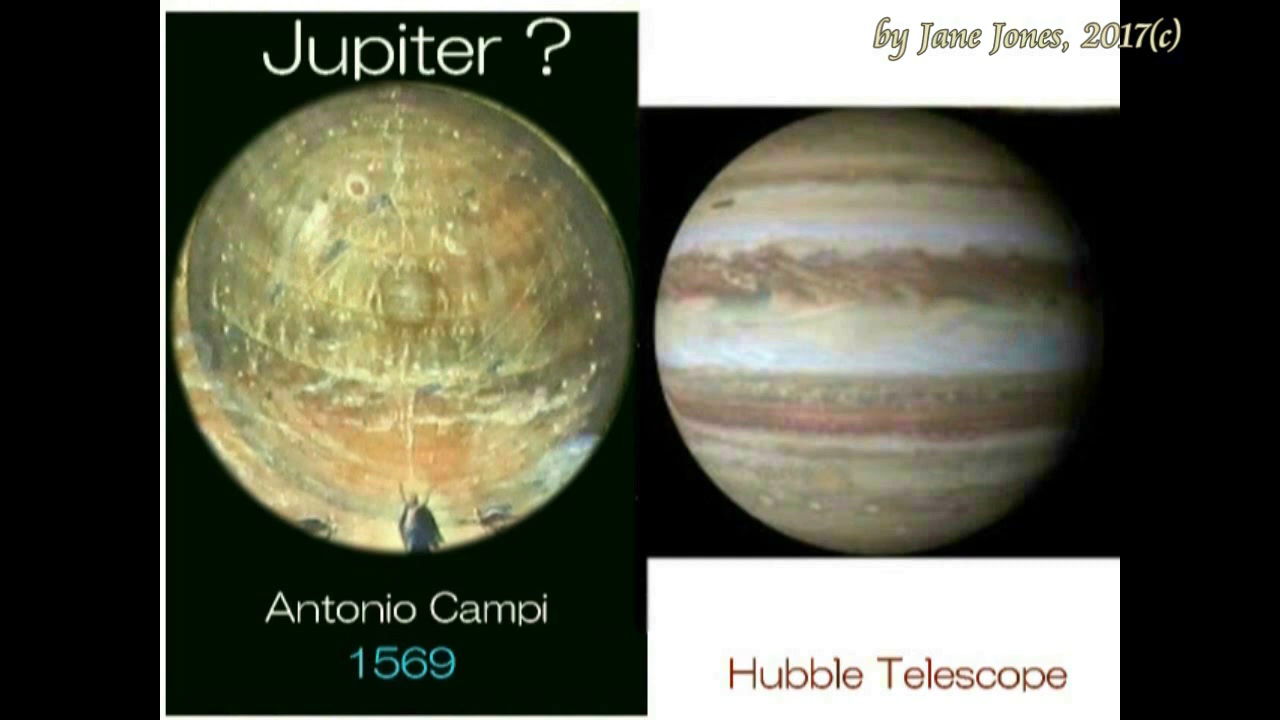 Jupiter ?
by Jane Jones, 2017(c)
Antonio Campi
1569
Hubble Telescope